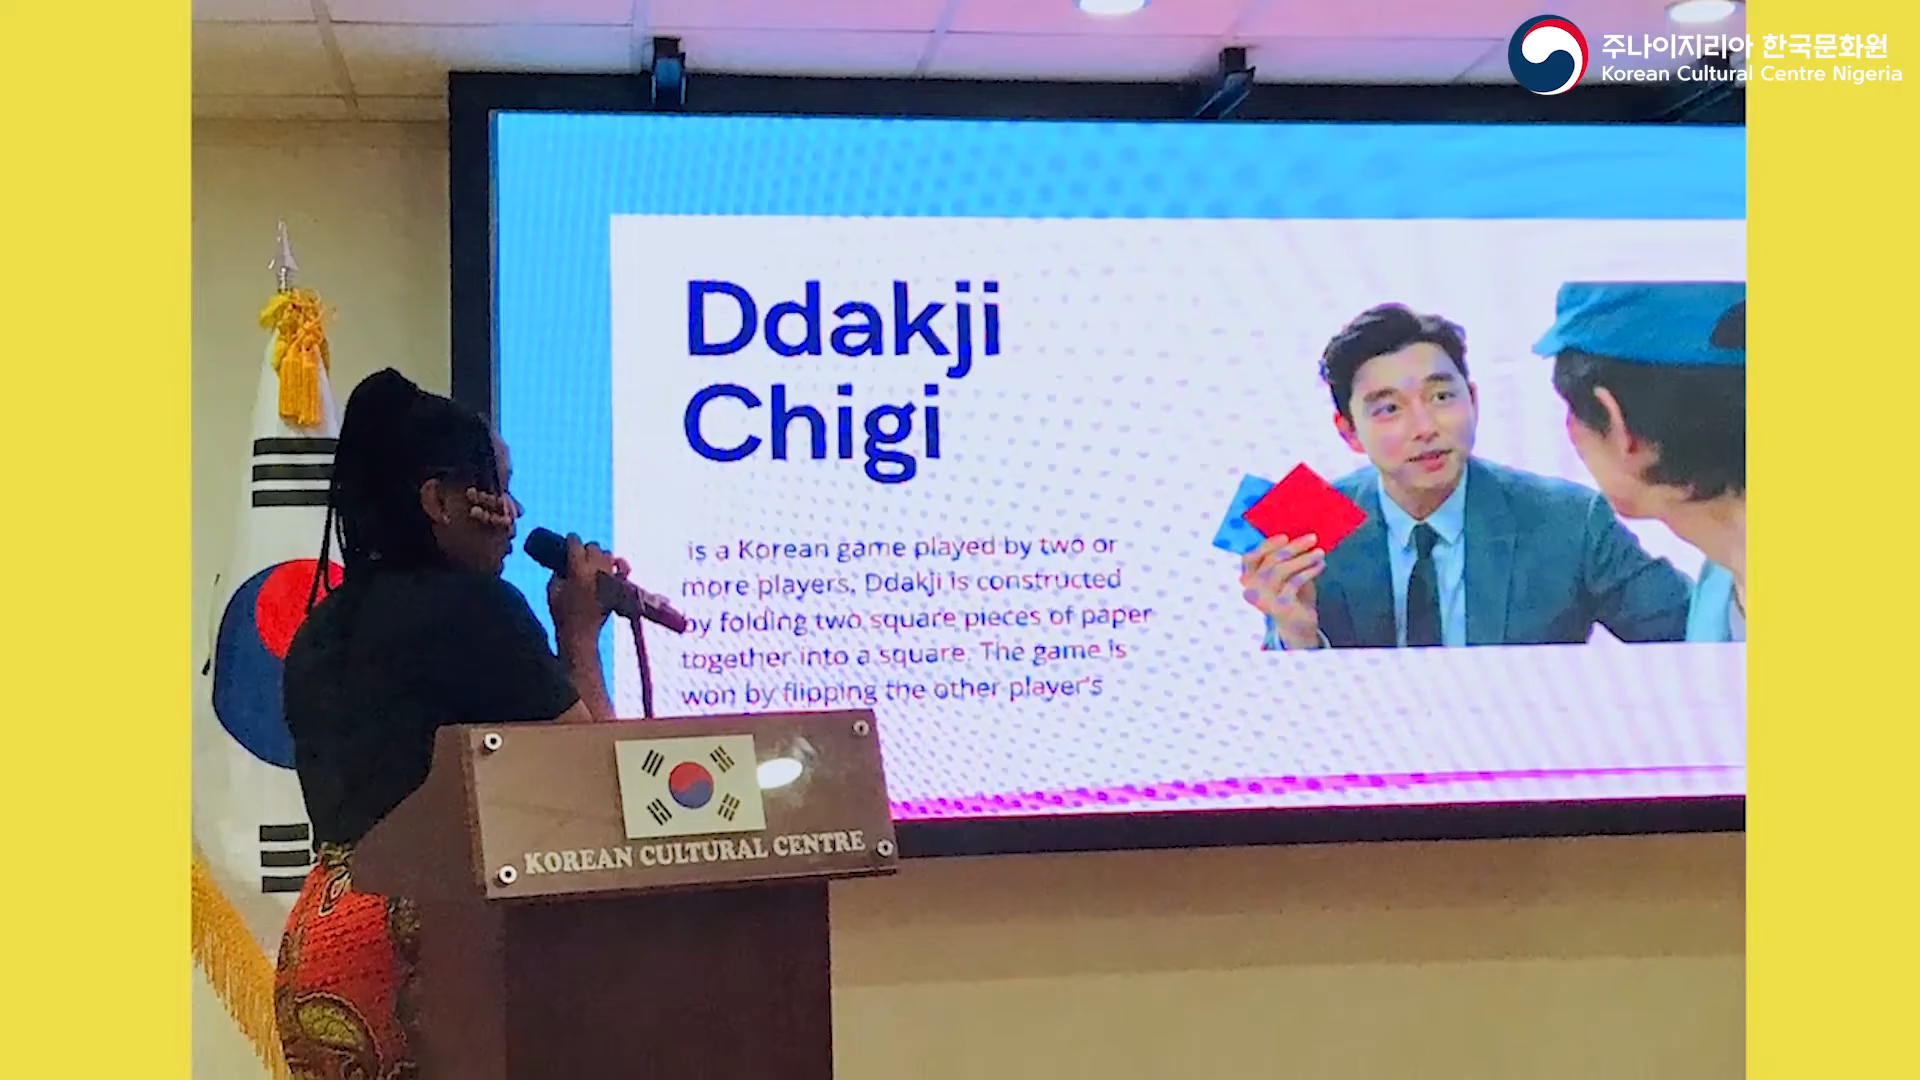 주나이지리아 한국문화원
Korean Cultural Centre Nigeria
Ddakji
Chigi
is a Korean game played by two or
more players, Ddakji is constructed
by folding two square pieces of paper
together into a square. The game is
won by flipping the other player's
KOREAN CULTURAL CENTRE